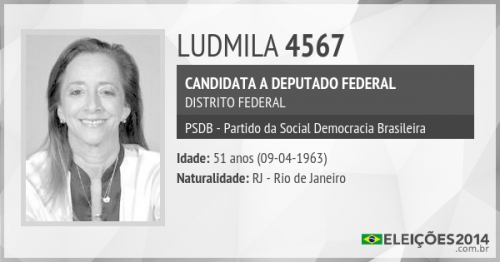 LUDMILA 4567
CANDIDATA A DEPUTADO FEDERAL
DISTRITO FEDERAL
PSDB - Partido da Social Democracia Brasileira
Idade: 51 anos (09-04-1963)
Naturalidade: RJ - Rio de Janeiro
ELEIÇÕES2014
.com.br